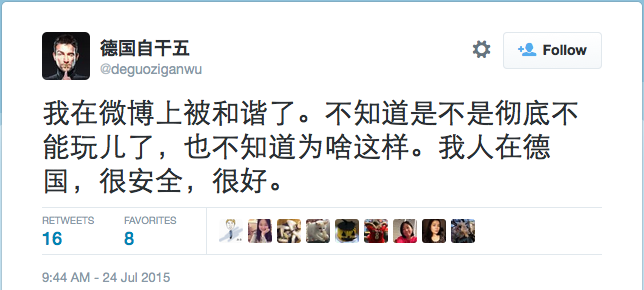 德国自干五
@deguoziganwu
Follow
我在微博上被和谐了。不知道是不是彻底不
能玩儿了，也不知道为啥这样。我人在德
国，很安全，很好。
RETWEETS FAVORITES
16 8
9:44 AM - 24 Jul 2015